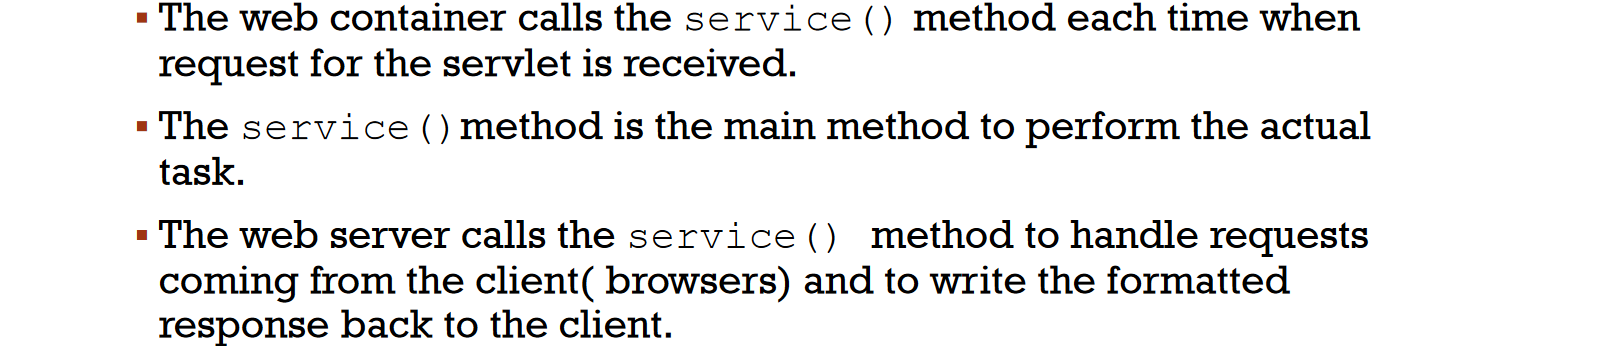 ▪ The web container calls the service() method each time when
request for the servlet is received.
▪ The service()method is the main method to perform the actual
task.
▪ The web server calls the service() method to handle requests
coming from the client( browsers) and to write the formatted
response back to the client.